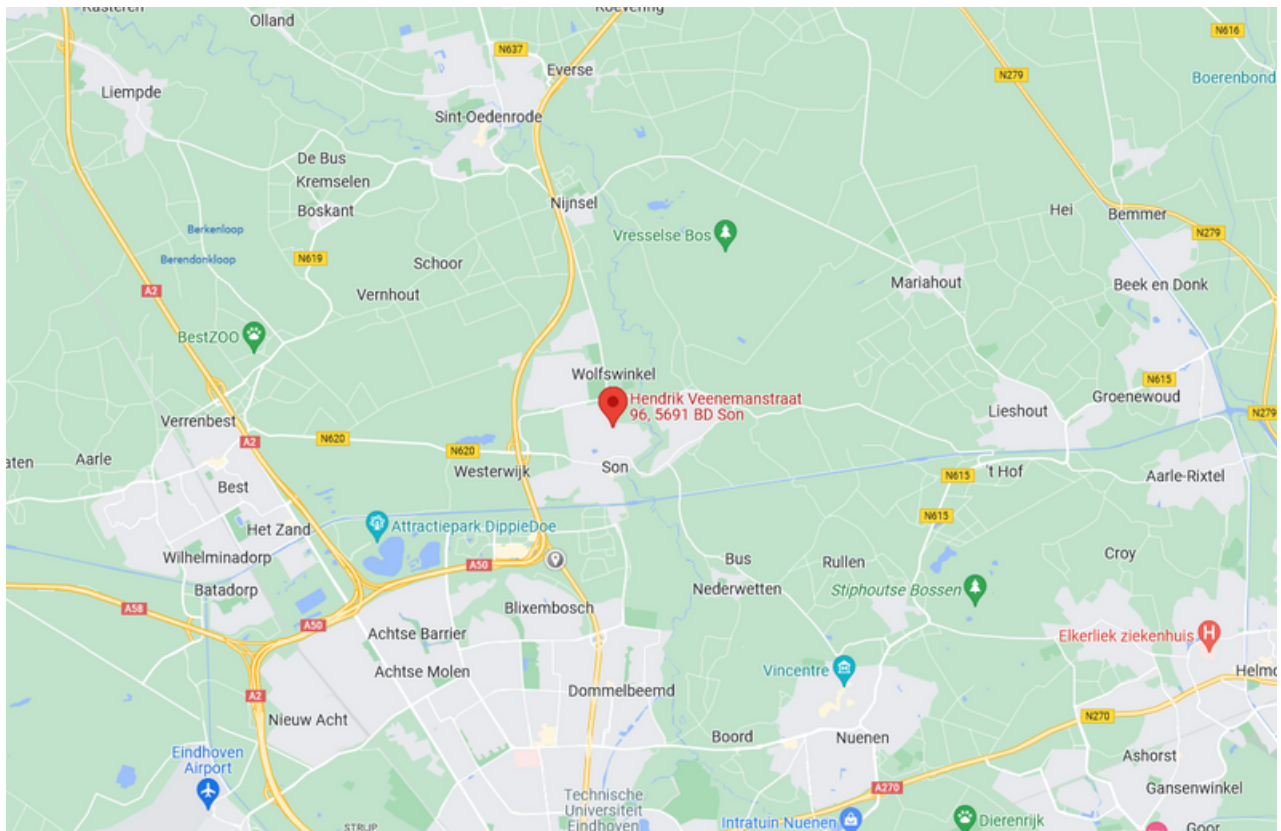 Olland
N637
Everse
N616
N279
Boerenbond
Liempde
Sint-Oedenrode
De Bus
Kremselen
Boskant
Nijnsel
Hei
Bemmer
Berkenloop
Vresselse Bos
N279
Berendonkloop
N619
Schoor
Mariahout
Beek en Donk
A2
Vernhout
BestZOO
Wolfswinkel
Hendrik Veenemanstraat
96, 5691 BD Son
N615
Groenewoud
Lieshout
N279
Verrenbest
A2
N620
N620
Aarle
Westerwijk
Son
't Hof
N615
Aarle-Rixtel
Best
N615
Het Zand
Attractiepark DippieDoe
Wilhelminadorp
A50
Bus
Rullen
Croy
Batadorp
Nederwetten
Stiphoutse Bossen
A58
Blixembosch
A50
Achtse Barrier
Elkerliek ziekenhuis
H
Achtse Molen
Vincentre
Helmo
A2
Dommelbeemd
Nieuw Acht
N270
Boord
Nuenen
Eindhoven
Airport
Ashorst
A270
Gansenwinkel
Technische
Universiteit
Eindhoven
Intratuin Nuenen
Dierenrijk